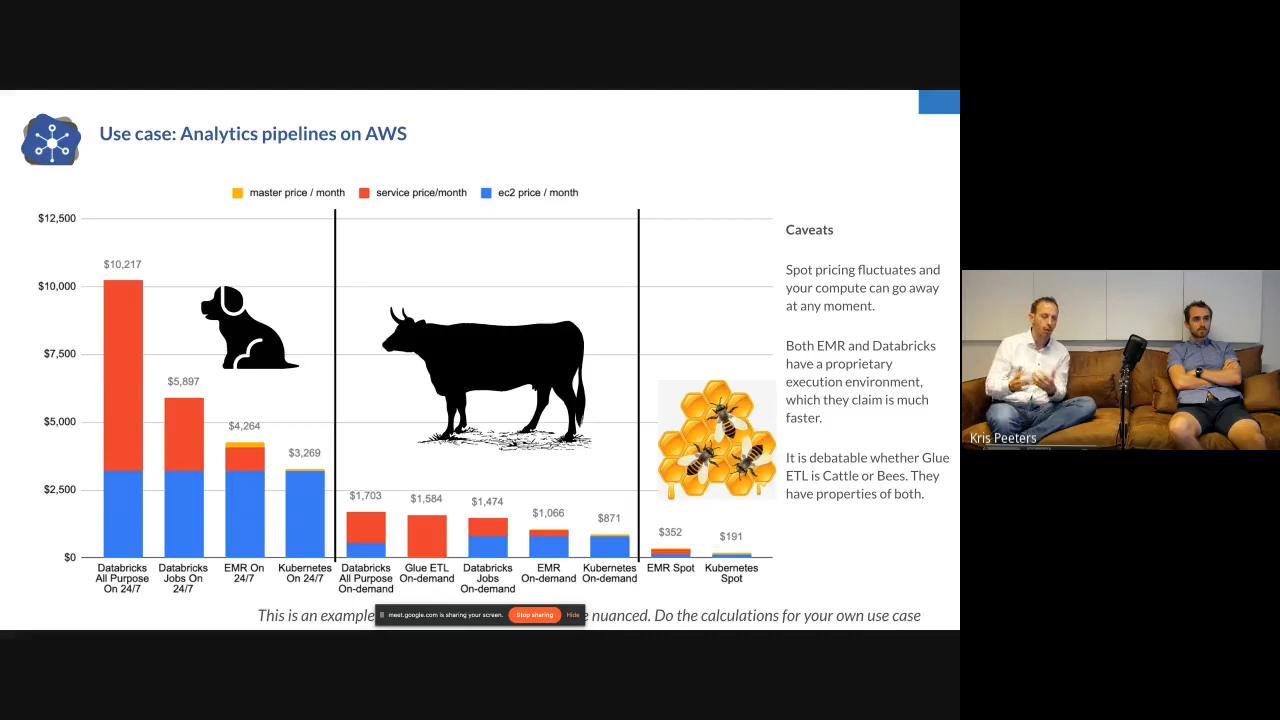 Use case: Analytics pipelines on AWS
master price / month
service price/month
ec2 price / month
$12,500
$10,000
$7,500
$5,000
$2,500
$0
$10,217
$5,897
$4,264
$3,269
$1,703
$1,584
$1,474
$1,066
$871
$352
$191
Databricks
All Purpose
On 24/7
Databricks
Jobs On
24/7
EMR On
24/7
Kubernetes
On 24/7
Databricks
All Purpose
On-demand
Glue ETL
On-demand
Databricks
Jobs
On-demand
EMR
On-demand
Kubernetes
On-demand
EMR Spot
Kubernetes
Spot
Caveats
Spot pricing fluctuates and
your compute can go away
at any moment.
Both EMR and Databricks
have a proprietary
execution environment,
which they claim is much
faster.
It is debatable whether Glue
ETL is Cattle or Bees. They
have properties of both.
This is an example
nuanced. Do the calculations for your own use case
meet.google.com is sharing your screen.
Stop sharing
Hide
Kris Peeters